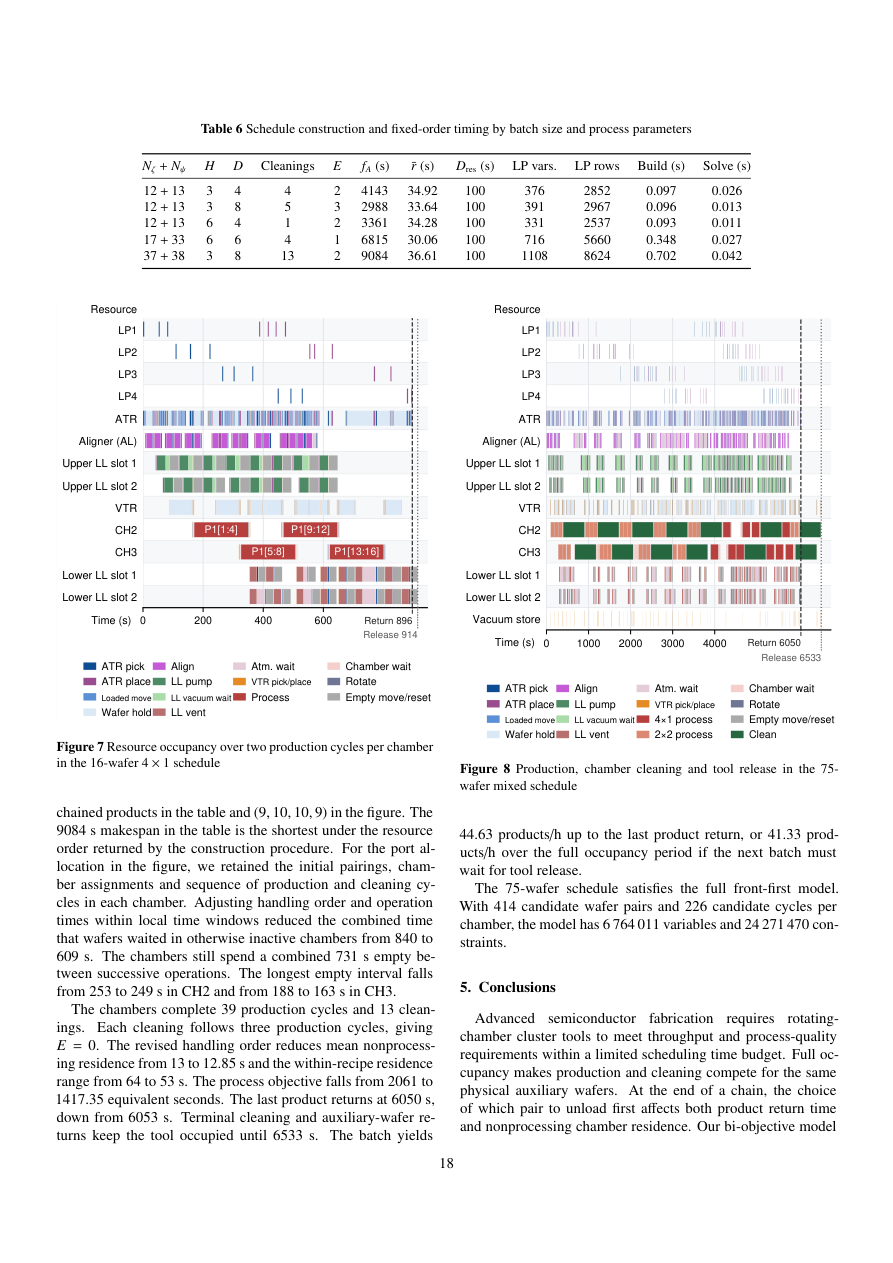 Table 6 Schedule construction and fixed-order timing by batch size and process parameters
Nζ + Nψ H D Cleanings E fA (s) r̄ (s) Dres (s) LP vars. LP rows Build (s) Solve (s)
12 + 13 3 4 4 2 4143 34.92 100 376 2852 0.097 0.026
12 + 13 3 8 5 3 2988 33.64 100 391 2967 0.096 0.013
12 + 13 6 4 1 2 3361 34.28 100 331 2537 0.093 0.011
17 + 33 6 6 4 1 6815 30.06 100 716 5660 0.348 0.027
37 + 38 3 8 13 2 9084 36.61 100 1108 8624 0.702 0.042
Resource
LP1
LP2
LP3
LP4
ATR
Aligner (AL)
Upper LL slot 1
Upper LL slot 2
VTR
CH2 P1[1:4] P1[9:12]
CH3 P1[5:8] P1[13:16]
Lower LL slot 1
Lower LL slot 2
Time (s) 0 200 400 600 Return 896
Release 914
ATR pick Align Atm. wait Chamber wait
ATR place LL pump VTR pick/place Rotate
Loaded move LL vacuum wait Process Empty move/reset
Wafer hold LL vent
Figure 7 Resource occupancy over two production cycles per chamber
in the 16-wafer 4 × 1 schedule
chained products in the table and (9, 10, 10, 9) in the figure. The
9084 s makespan in the table is the shortest under the resource
order returned by the construction procedure. For the port al-
location in the figure, we retained the initial pairings, cham-
ber assignments and sequence of production and cleaning cy-
cles in each chamber. Adjusting handling order and operation
times within local time windows reduced the combined time
that wafers waited in otherwise inactive chambers from 840 to
609 s. The chambers still spend a combined 731 s empty be-
tween successive operations. The longest empty interval falls
from 253 to 249 s in CH2 and from 188 to 163 s in CH3.
The chambers complete 39 production cycles and 13 clean-
ings. Each cleaning follows three production cycles, giving
E = 0. The revised handling order reduces mean nonprocess-
ing residence from 13 to 12.85 s and the within-recipe residence
range from 64 to 53 s. The process objective falls from 2061 to
1417.35 equivalent seconds. The last product returns at 6050 s,
down from 6053 s. Terminal cleaning and auxiliary-wafer re-
turns keep the tool occupied until 6533 s. The batch yields
Resource
LP1
LP2
LP3
LP4
ATR
Aligner (AL)
Upper LL slot 1
Upper LL slot 2
VTR
CH2
CH3
Lower LL slot 1
Lower LL slot 2
Vacuum store
Time (s) 0 1000 2000 3000 4000 Return 6050
Release 6533
ATR pick Align Atm. wait Chamber wait
ATR place LL pump VTR pick/place Rotate
Loaded move LL vacuum wait 4×1 process Empty move/reset
Wafer hold LL vent 2×2 process Clean
Figure 8 Production, chamber cleaning and tool release in the 75-
wafer mixed schedule
44.63 products/h up to the last product return, or 41.33 prod-
ucts/h over the full occupancy period if the next batch must
wait for tool release.
The 75-wafer schedule satisfies the full front-first model.
With 414 candidate wafer pairs and 226 candidate cycles per
chamber, the model has 6 764 011 variables and 24 271 470 con-
straints.
5. Conclusions
Advanced semiconductor fabrication requires rotating-
chamber cluster tools to meet throughput and process-quality
requirements within a limited scheduling time budget. Full oc-
cupancy makes production and cleaning compete for the same
physical auxiliary wafers. At the end of a chain, the choice
of which pair to unload first affects both product return time
and nonprocessing chamber residence. Our bi-objective model
18